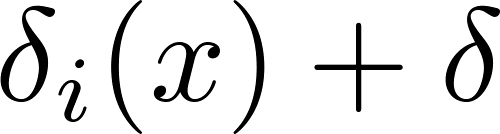 δ_i(x) + δ